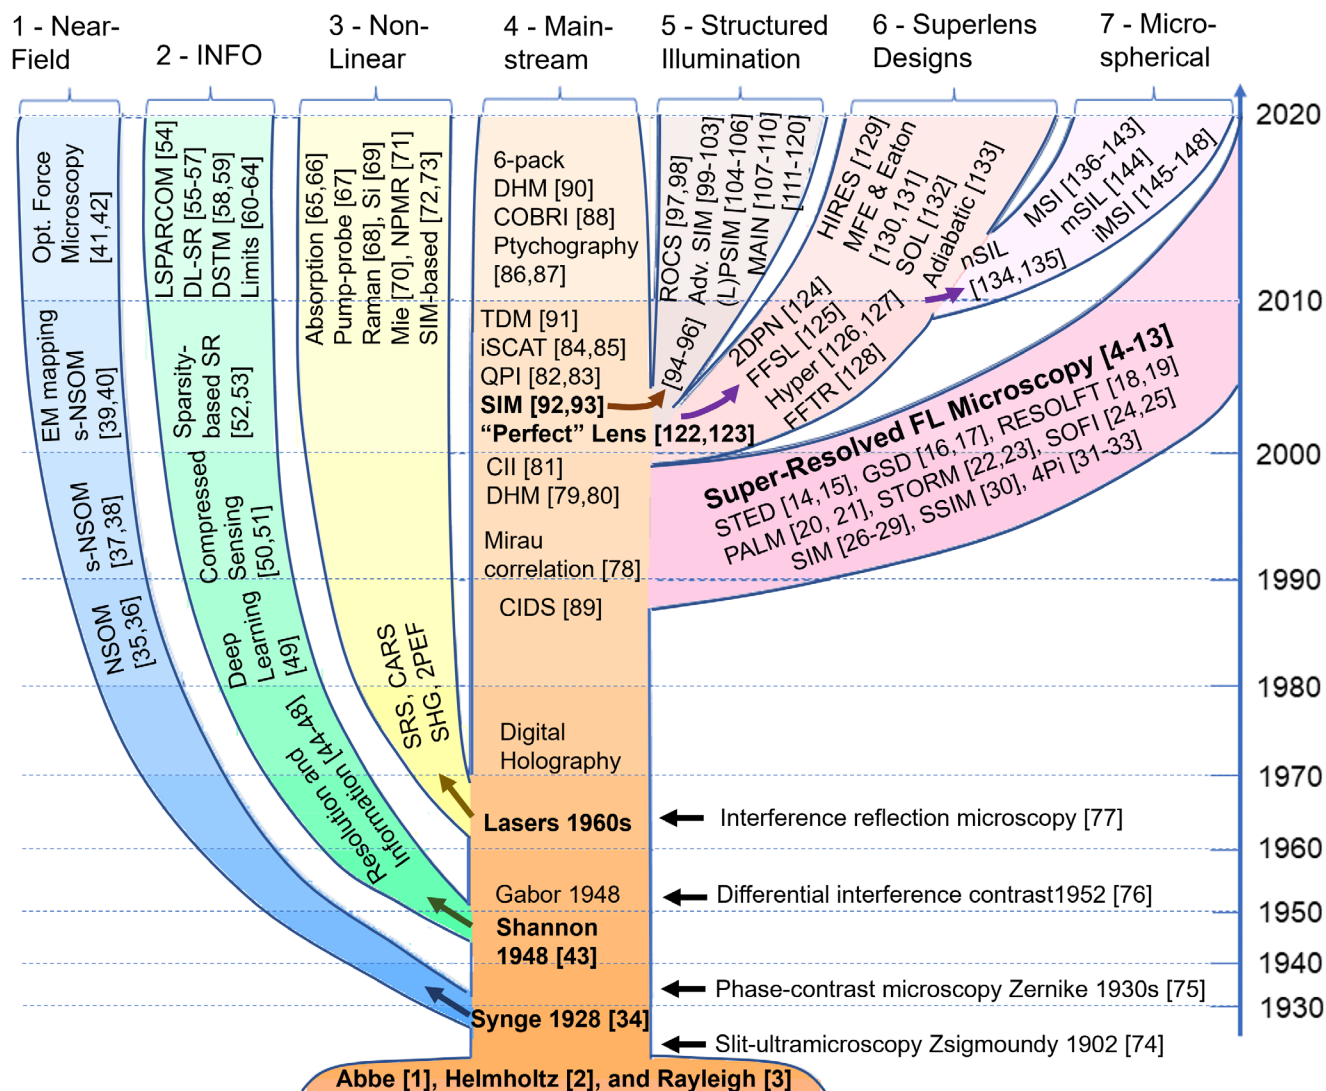 1 - Near-
Field
2 - INFO
3 - Non-
Linear
4 - Main-
stream
5 - Structured
Illumination
6 - Superlens
Designs
7 - Micro-
spherical
Opt. Force
Microscopy
[41,42]
EM mapping
s-NSOM
[39,40]
s-NSOM
[37,38]
NSOM
[35,36]
LSPARCOM [54]
DL-SR [55-57]
DSTM [58,59]
Limits [60-64]
Sparsity-
based SR
[52,53]
Compressed
Sensing
[50,51]
Deep
Learning
[49]
Resolution and
Information [44-48]
Absorption [65,66]
Pump-probe [67]
Raman [68], Si [69]
Mie [70], NPMR [71]
SIM-based [72,73]
SRS, CARS
SHG, 2PEF
6-pack
DHM [90]
COBRI [88]
Ptychography
[86,87]
TDM [91]
iSCAT [84,85]
QPI [82,83]
SIM [92,93]
“Perfect” Lens [122,123]
CII [81]
DHM [79,80]
Mirau
correlation [78]
CIDS [89]
Digital
Holography
Lasers 1960s
Gabor 1948
Shannon
1948 [43]
Synge 1928 [34]
Abbe [1], Helmholtz [2], and Rayleigh [3]
ROCS [97,98]
Adv. SIM [99-103]
(L)PSIM [104-106]
MAIN [107-110]
[111-120]
[94-96]
HIRES [129]
MFE & Eaton
[130,131]
SOL [132]
Adiabatic [133]
2DPN [124]
FFSL [125]
Hyper [126,127]
FFTR [128]
MSI [136-143]
mSIL [144]
iMSI [145-148]
nSIL
[134,135]
Super-Resolved FL Microscopy [4-13]
STED [14,15], GSD [16,17], RESOLFT [18,19]
PALM [20, 21], STORM [22,23], SOFI [24,25]
SIM [26-29], SSIM [30], 4Pi [31-33]
Interference reflection microscopy [77]
Differential interference contrast1952 [76]
Phase-contrast microscopy Zernike 1930s [75]
Slit-ultramicroscopy Zsigmoundy 1902 [74]
2020
2010
2000
1990
1980
1970
1960
1950
1940
1930